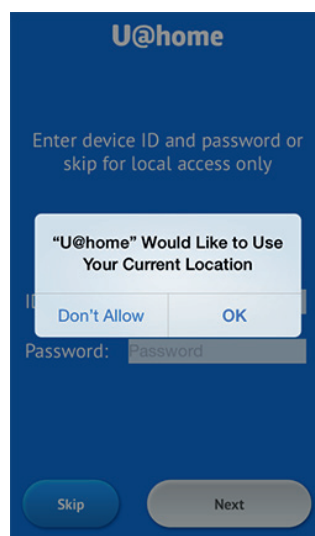 U@home
Enter device ID and password or
skip for local access only
“U@home” Would Like to Use
Your Current Location
Don't Allow OK
Password: Password
Skip Next